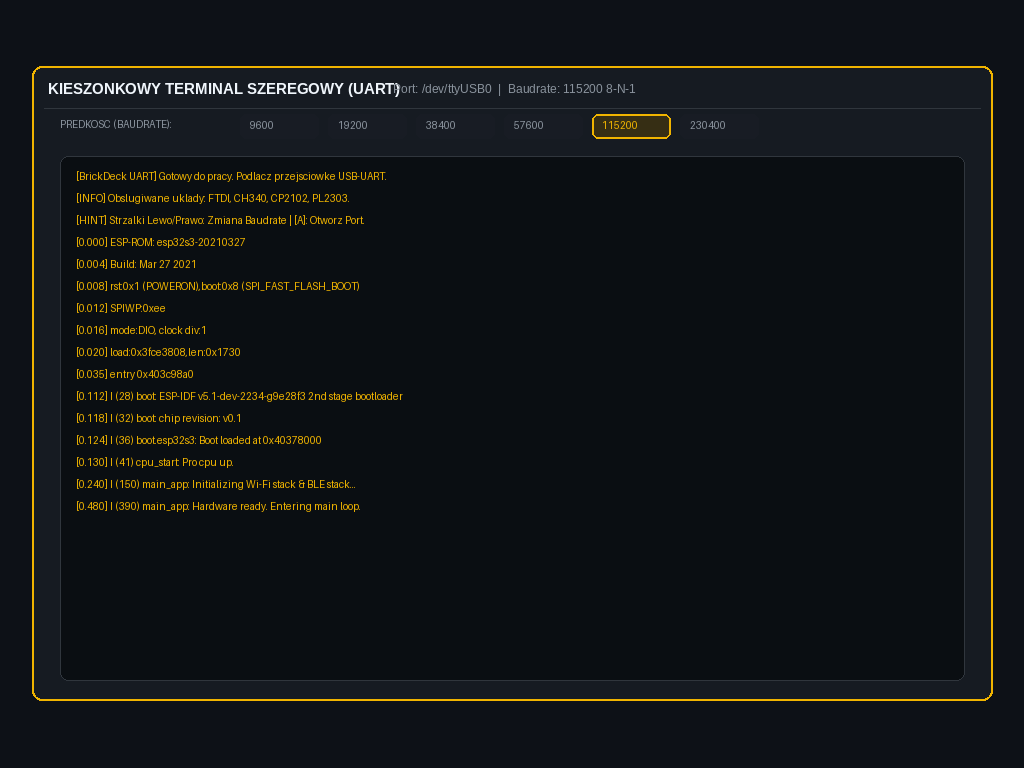 KIESZONKOWY TERMINAL SZEREGOWY (UART) Port: /dev/ttyUSB0 | Baudrate: 115200 8-N-1
PREDKOSC (BAUDRATE): 9600 19200 38400 57600 115200 230400
[BrickDeck UART] Gotowy do pracy. Podlacz przejsciowke USB-UART.
[INFO] Obslugiwane uklady: FTDI, CH340, CP2102, PL2303.
[HINT] Strzalki Lewo/Prawo: Zmiana Baudrate | [A]: Otworz Port
[0.000] ESP-ROM: esp32s3-20210327
[0.004] Build: Mar 27 2021
[0.008] rst:0x1 (POWERON),boot:0x8 (SPI_FAST_FLASH_BOOT)
[0.012] SPIWP:0xee
[0.016] mode:DIO, clock div:1
[0.020] load:0x3fce3808,len:0x1730
[0.035] entry 0x403c98a0
[0.112] I (28) boot: ESP-IDF v5.1-dev-2234-g9e28f3 2nd stage bootloader
[0.118] I (32) boot: chip revision: v0.1
[0.124] I (36) boot.esp32s3: Boot loaded at 0x40378000
[0.130] I (41) cpu_start: Pro cpu up.
[0.240] I (150) main_app: Initializing Wi-Fi stack & BLE stack...
[0.480] I (390) main_app: Hardware ready. Entering main loop.